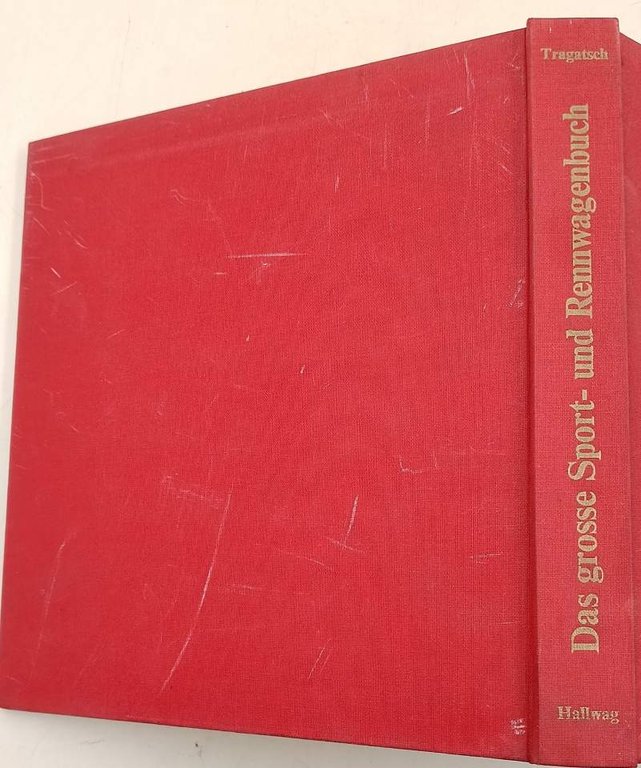 Tragatsch
Das grosse Sport- und Rennwagenbuch
Hallwag